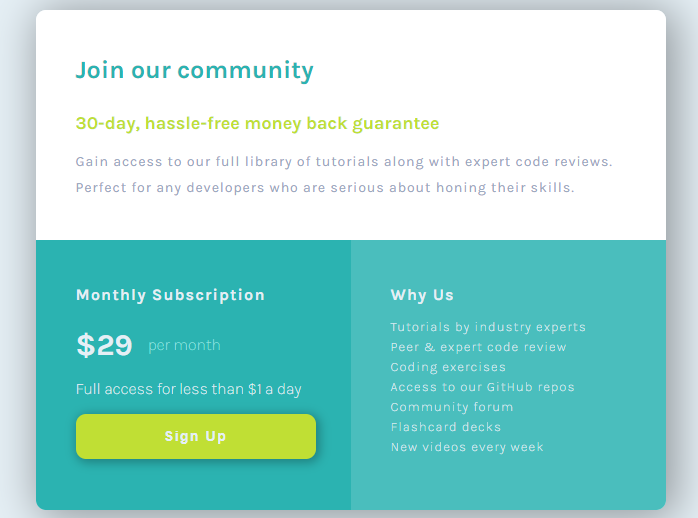 Join our community
30-day, hassle-free money back guarantee
Gain access to our full library of tutorials along with expert code reviews.
Perfect for any developers who are serious about honing their skills.
Monthly Subscription
$29 per month
Full access for less than $1 a day
Sign Up
Why Us
Tutorials by industry experts
Peer & expert code review
Coding exercises
Access to our GitHub repos
Community forum
Flashcard decks
New videos every week